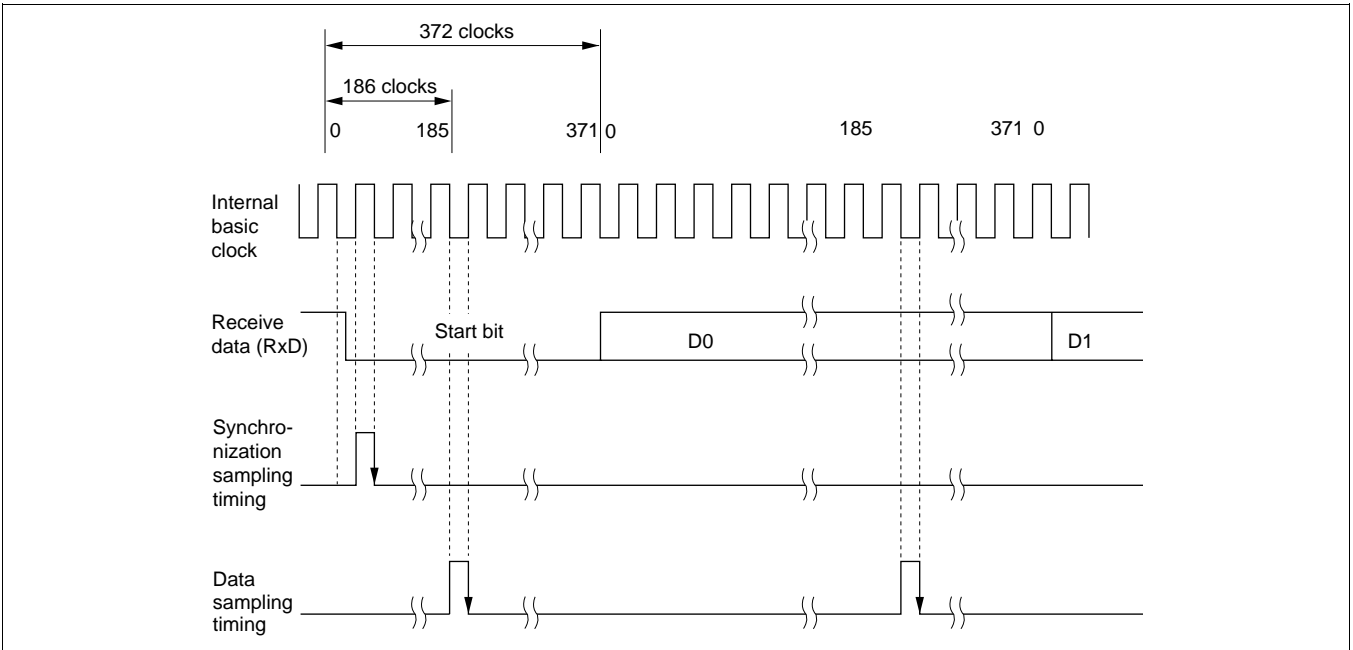 372 clocks
186 clocks
0 185 371 0 185 371 0
Internal
basic
clock
Receive
data (RxD)
Start bit
D0
D1
Synchro-
nization
sampling
timing
Data
sampling
timing